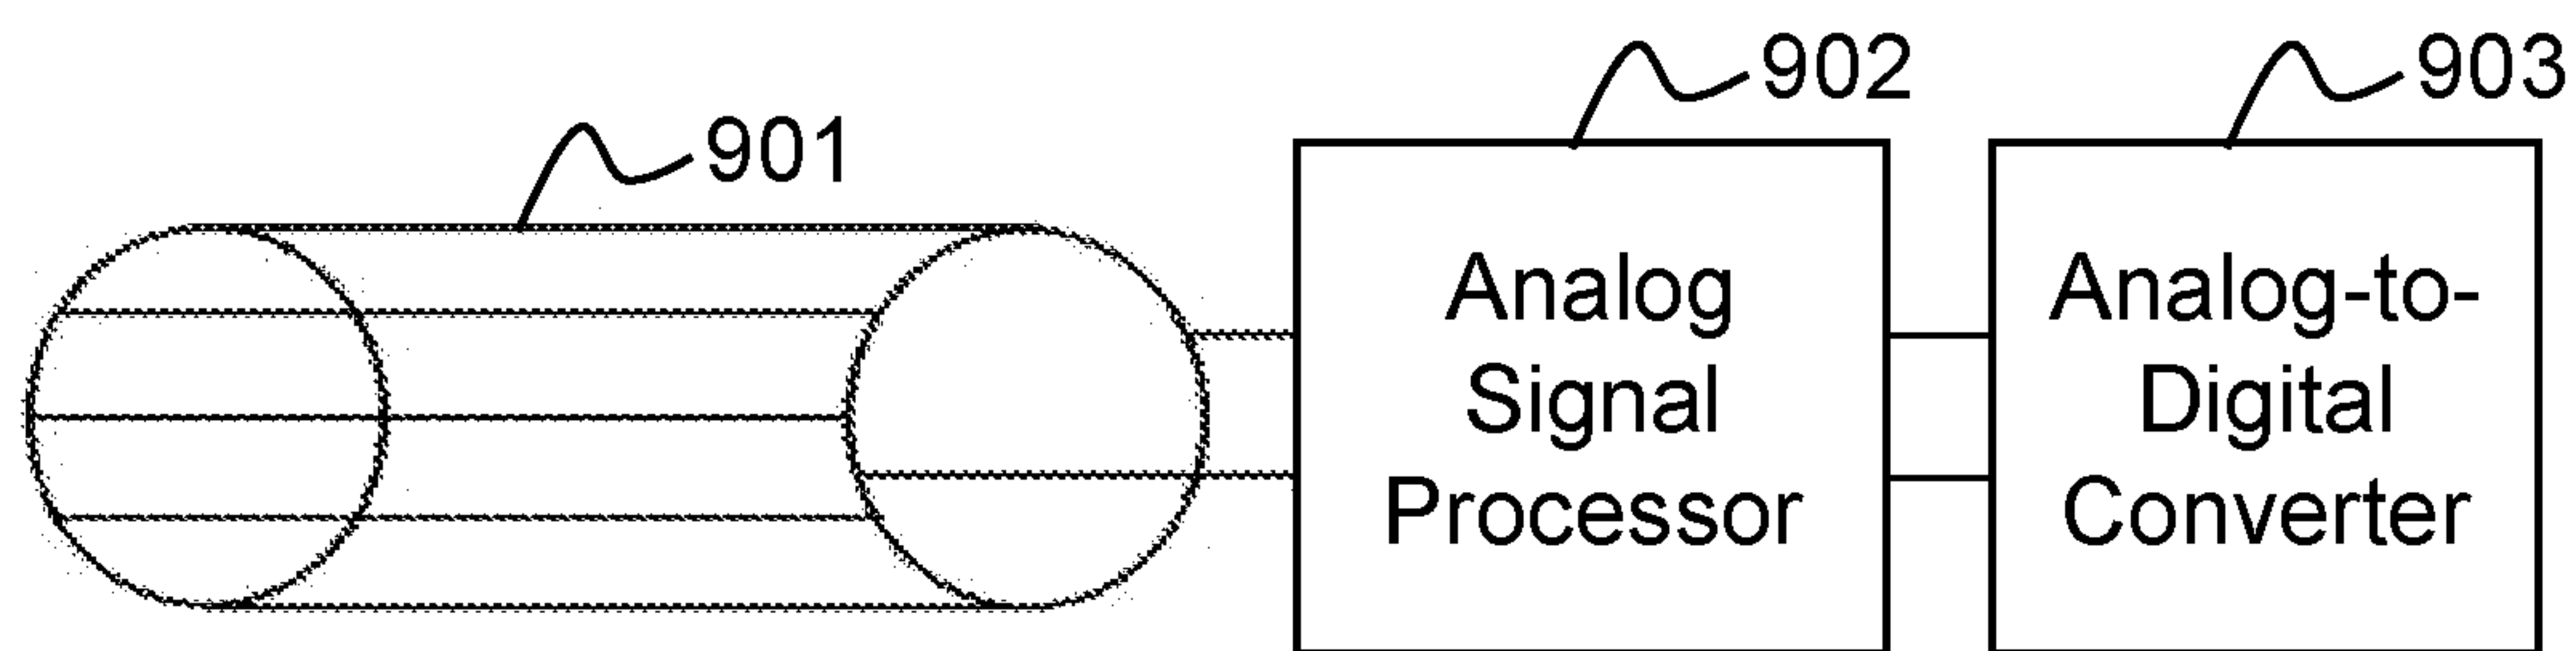 901
902
903
Analog
Signal
Processor
Analog-to-
Digital
Converter